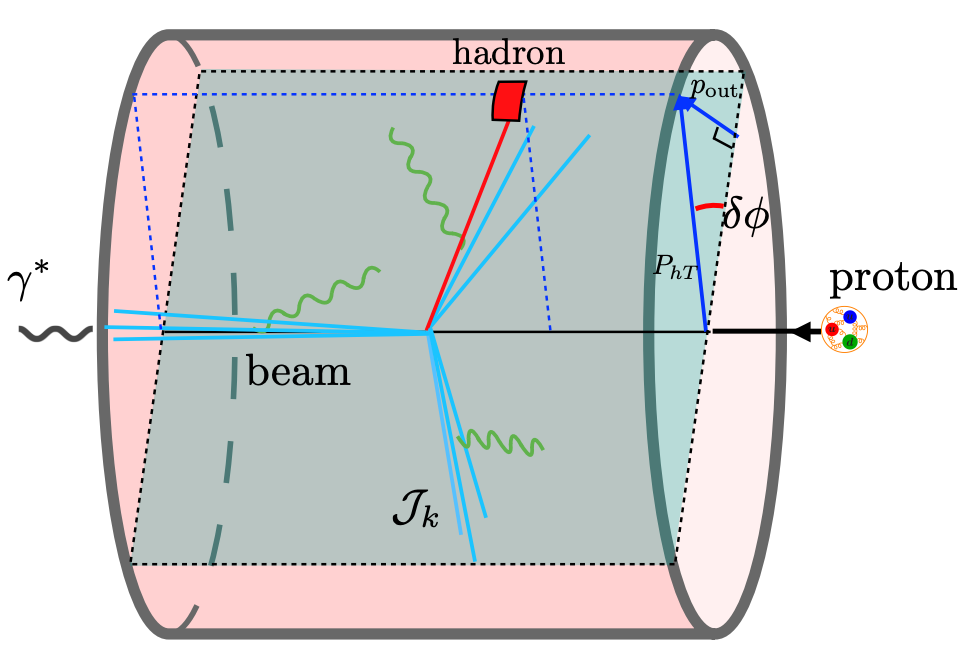 hadron
p_out
δϕ
γ*
P_hT
proton
u
d
beam
𝒥_k